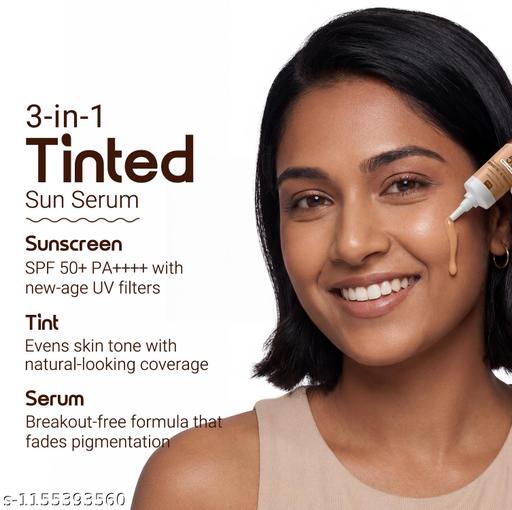 3-in-1
Tinted
Sun Serum
Sunscreen
SPF 50+ PA++++ with
new-age UV filters
Tint
Evens skin tone with
natural-looking coverage
Serum
Breakout-free formula that
fades pigmentation
s-1155393560